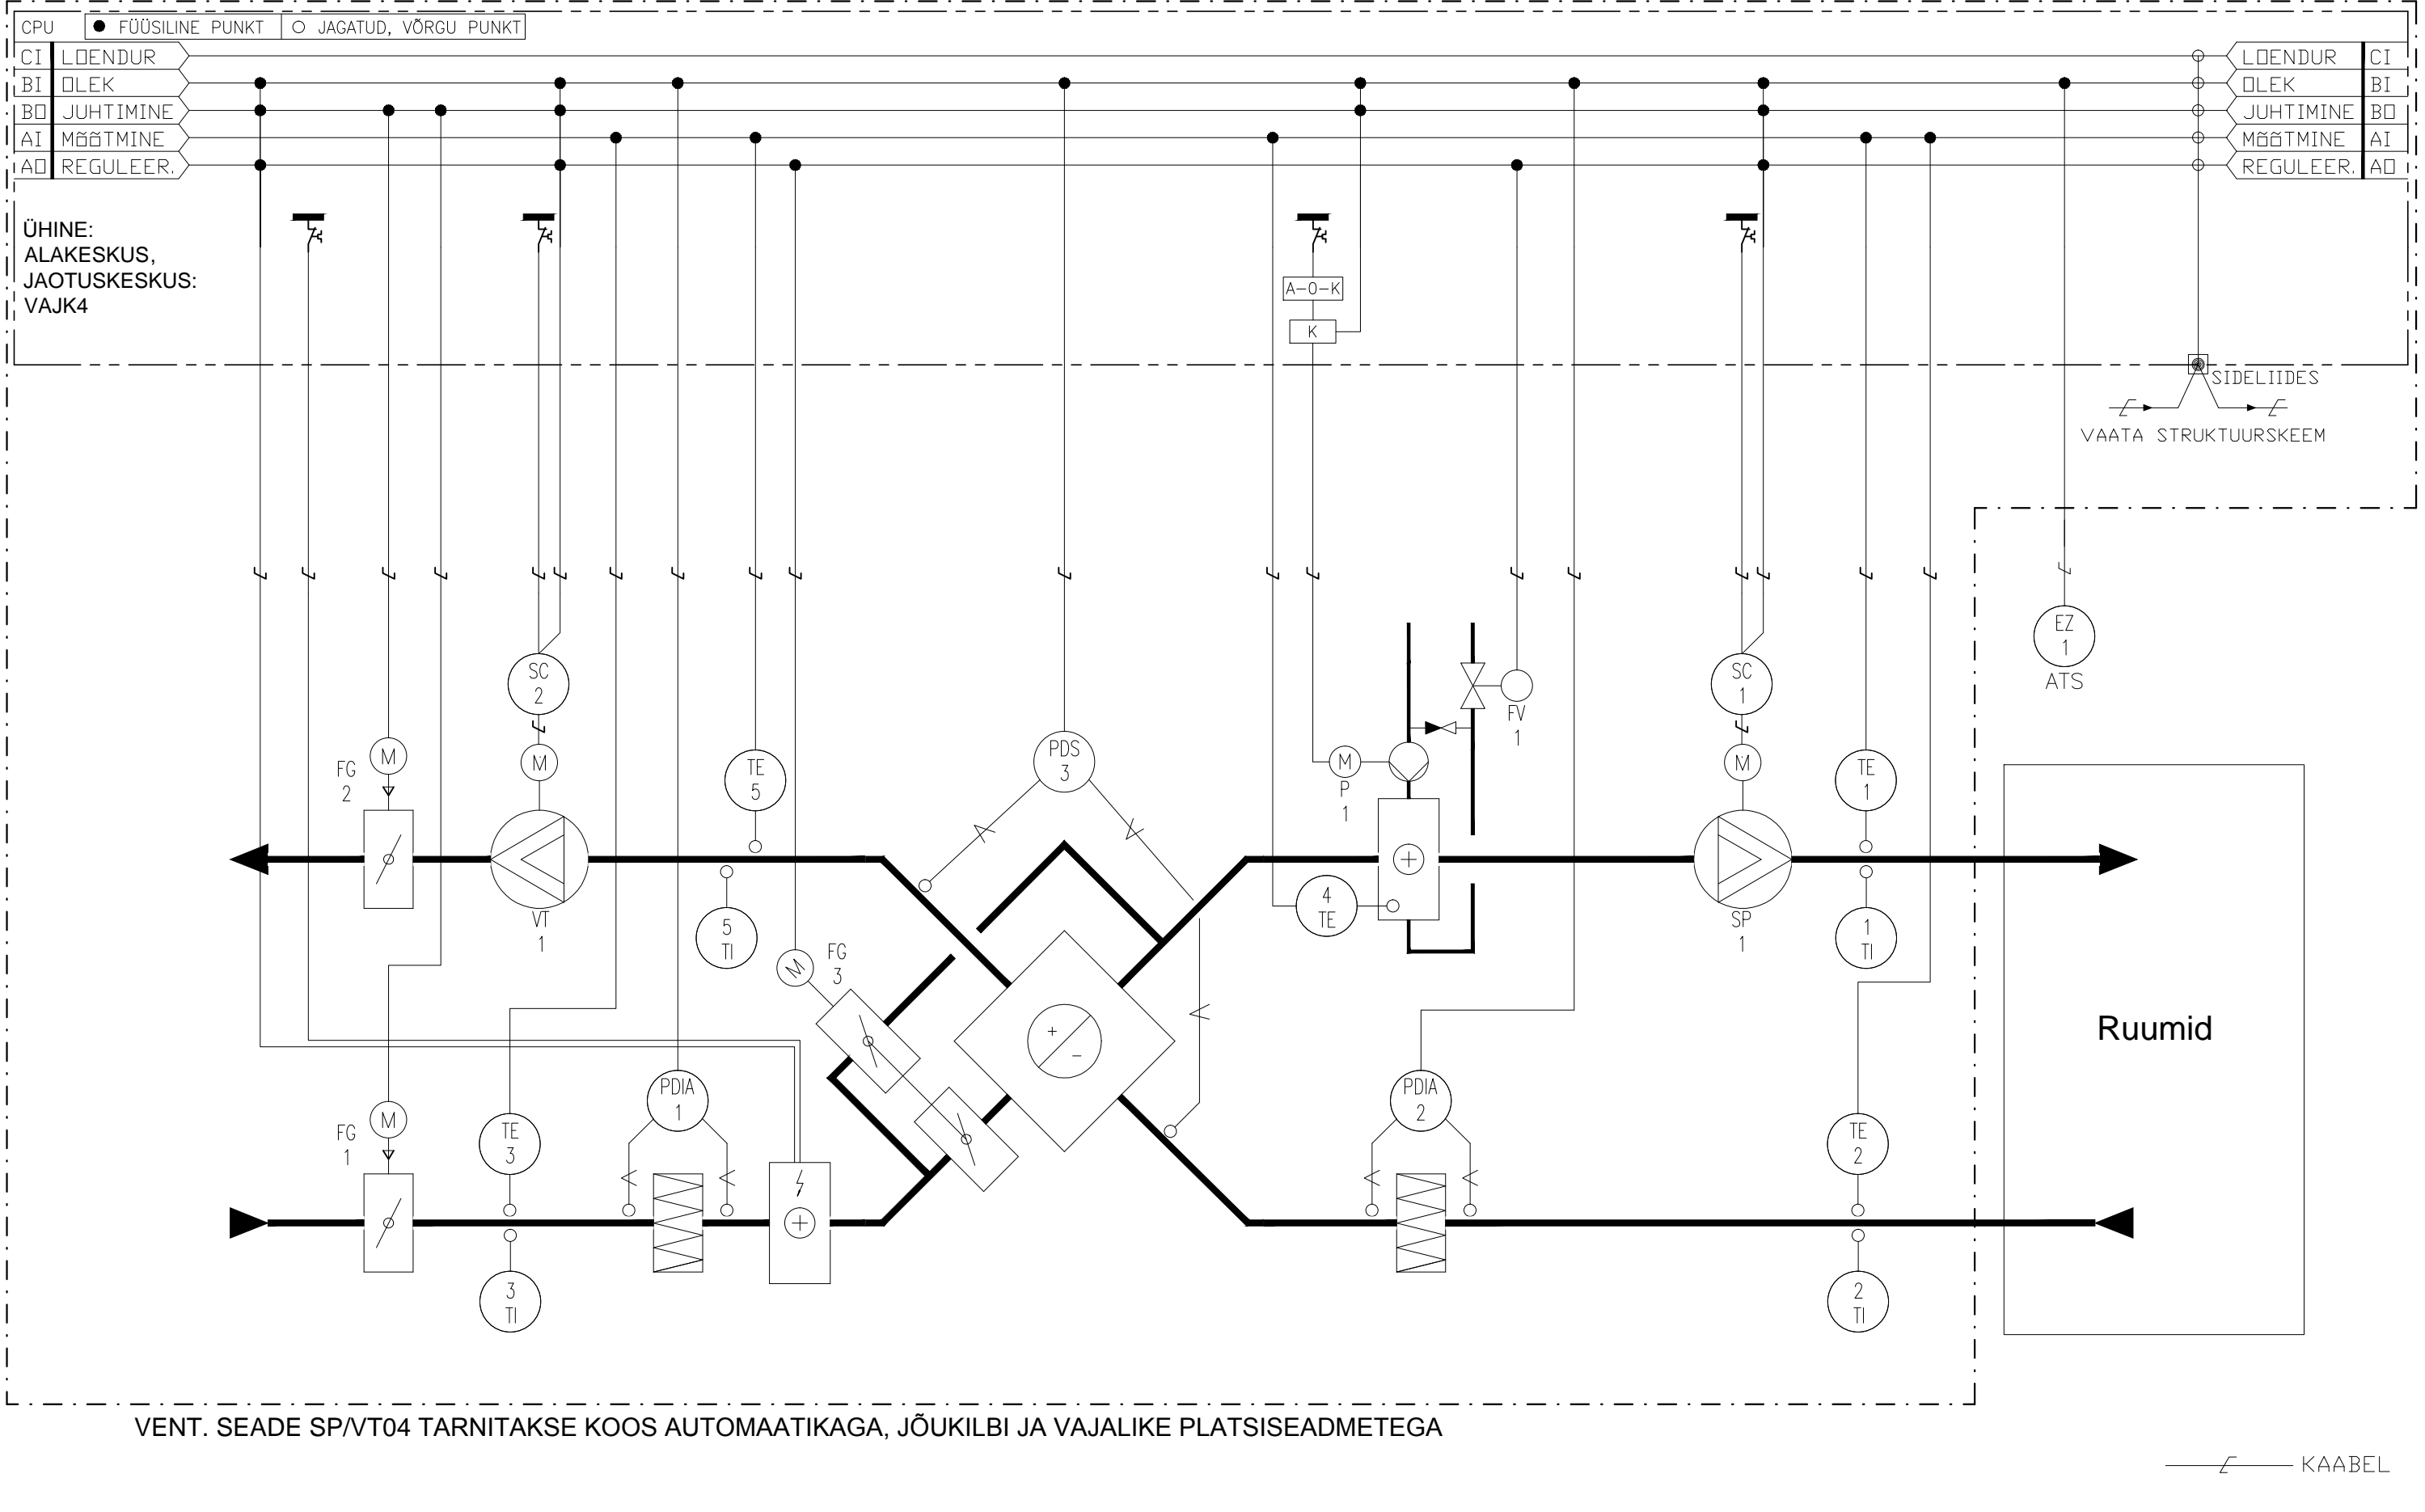 CPU ● FÜÜSILINE PUNKT ○ JAGATUD, VÕRGU PUNKT
CI LOENDUR LOENDUR CI
BI OLEK OLEK BI
BO JUHTIMINE JUHTIMINE BO
AI MÕÕTMINE MÕÕTMINE AI
AO REGULEER. REGULEER. AO
ÜHINE:
ALAKESKUS,
JAOTUSKESKUS:
VAJK4
A-O-K
K
SIDELIIDES
VAATA STRUKTUURSKEEM
EZ
1
ATS
SC
2
SC
1
FV
1
M
FG
2
M
TE
5
PDS
3
M
P
1
M
TE
1
VT
1
5
TI
4
TE
SP
1
1
TI
M
FG
3
+
-
Ruumid
M
FG
1
TE
3
PDIA
1
PDIA
2
TE
2
3
TI
2
TI
VENT. SEADE SP/VT04 TARNITAKSE KOOS AUTOMAATIKAGA, JÕUKILBI JA VAJALIKE PLATSISEADMETEGA
KAABEL